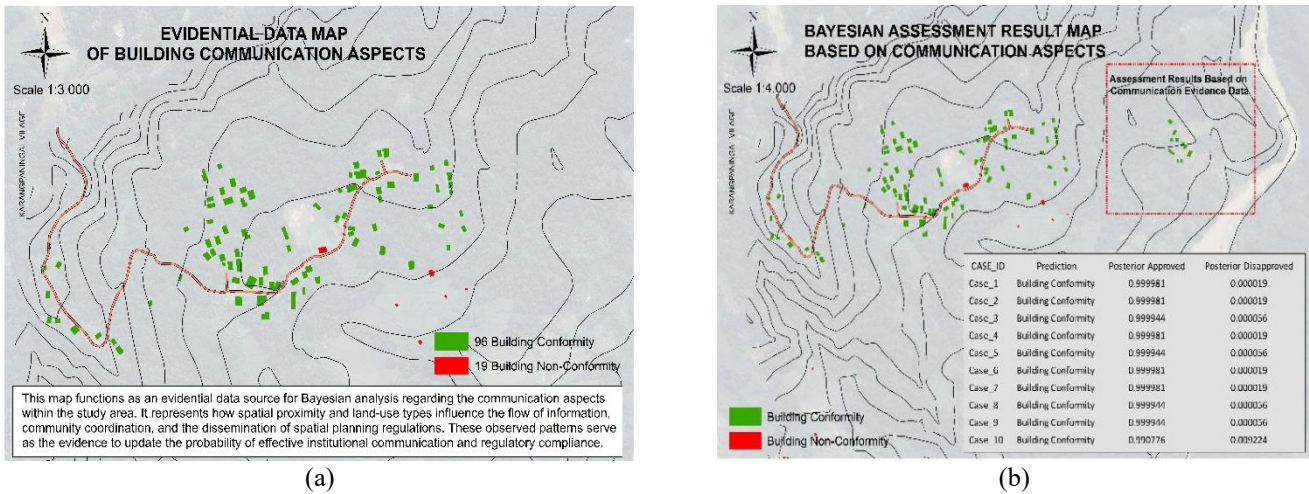 N
EVIDENTIAL DATA MAP
OF BUILDING COMMUNICATION ASPECTS
Scale 1:3.000
KARANGPANINGAL VILLAGE
96 Building Conformity
19 Building Non-Conformity
This map functions as an evidential data source for Bayesian analysis regarding the communication aspects
within the study area. It represents how spatial proximity and land-use types influence the flow of information,
community coordination, and the dissemination of spatial planning regulations. These observed patterns serve
as the evidence to update the probability of effective institutional communication and regulatory compliance.
(a)
N
BAYESIAN ASSESSMENT RESULT MAP
BASED ON COMMUNICATION ASPECTS
Scale 1:4.000
KARANGPANINGAL VILLAGE
Assessment Results Based on
Communication Evidence Data
CASE_ID Prediction Posterior Approved Posterior Disapproved
Case_1 Building Conformity 0.999981 0.000019
Case_2 Building Conformity 0.999981 0.000019
Case_3 Building Conformity 0.999944 0.000056
Case_4 Building Conformity 0.999981 0.000019
Case_5 Building Conformity 0.999944 0.000056
Case_6 Building Conformity 0.999981 0.000019
Case_7 Building Conformity 0.999981 0.000019
Case_8 Building Conformity 0.999944 0.000056
Case_9 Building Conformity 0.999944 0.000056
Case_10 Building Conformity 0.990776 0.009224
Building Conformity
Building Non-Conformity
(b)